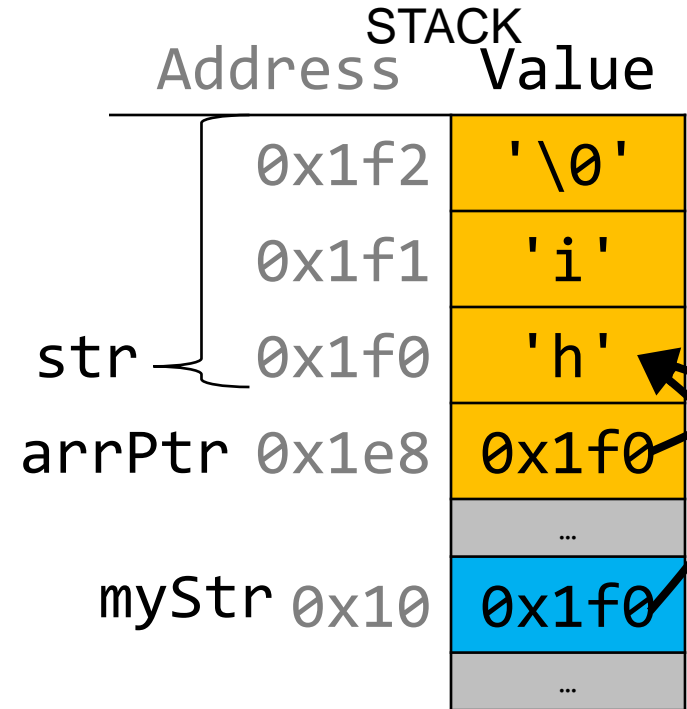 STACK
Address Value
0x1f2 '\0'
0x1f1 'i'
str 0x1f0 'h'
arrPtr 0x1e8 0x1f0
…
myStr 0x10 0x1f0
…